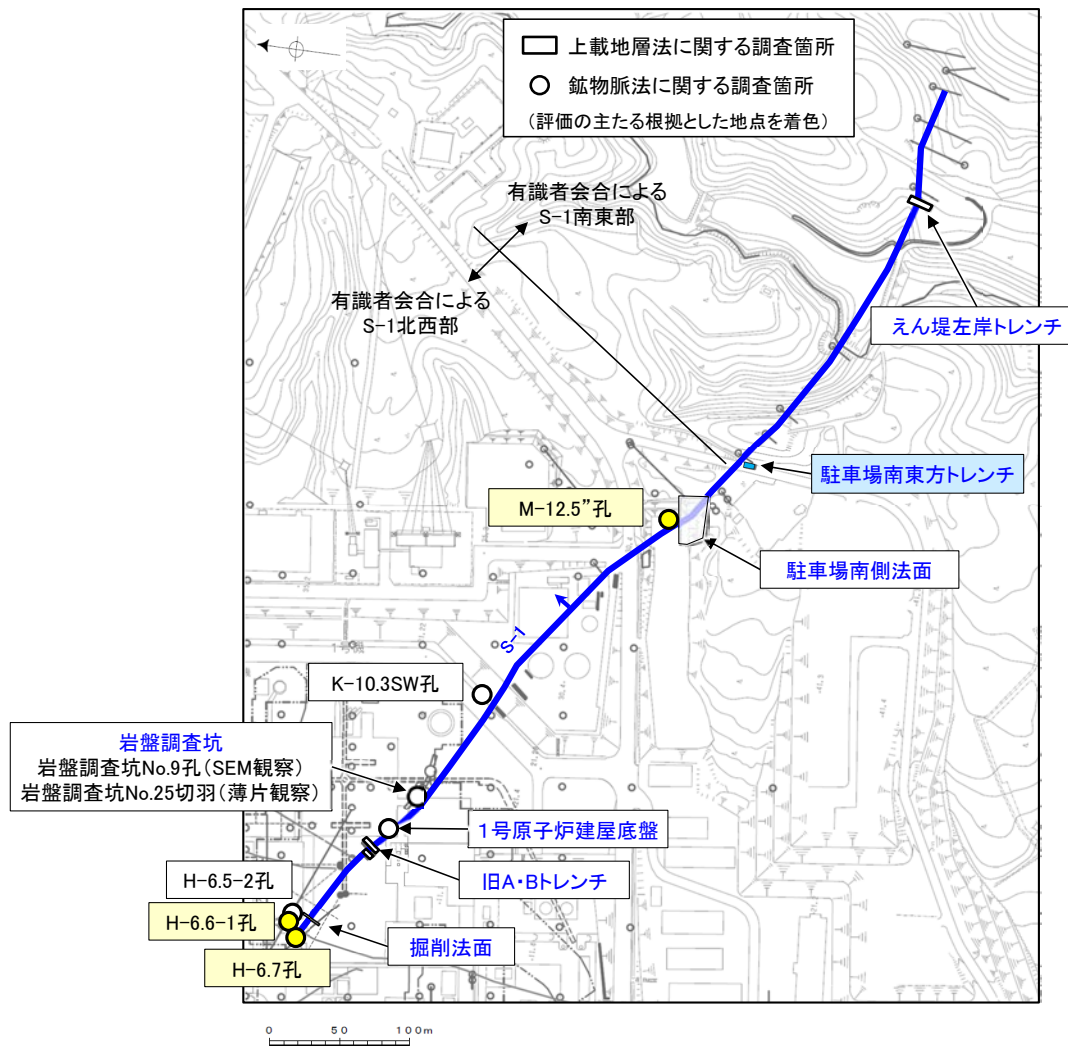 上載地層法に関する調査箇所
鉱物脈法に関する調査箇所
（評価の主たる根拠とした地点を着色）
有識者会合による
S-1南東部
有識者会合による
S-1北西部
えん堤左岸トレンチ
駐車場南東方トレンチ
M-12.5”孔
駐車場南側法面
S-1
K-10.3SW孔
岩盤調査坑
岩盤調査坑No.9孔（SEM観察）
岩盤調査坑No.25切羽（薄片観察）
1号原子炉建屋底盤
旧A・Bトレンチ
H-6.5-2孔
H-6.6-1孔
掘削法面
H-6.7孔
0 50 100m